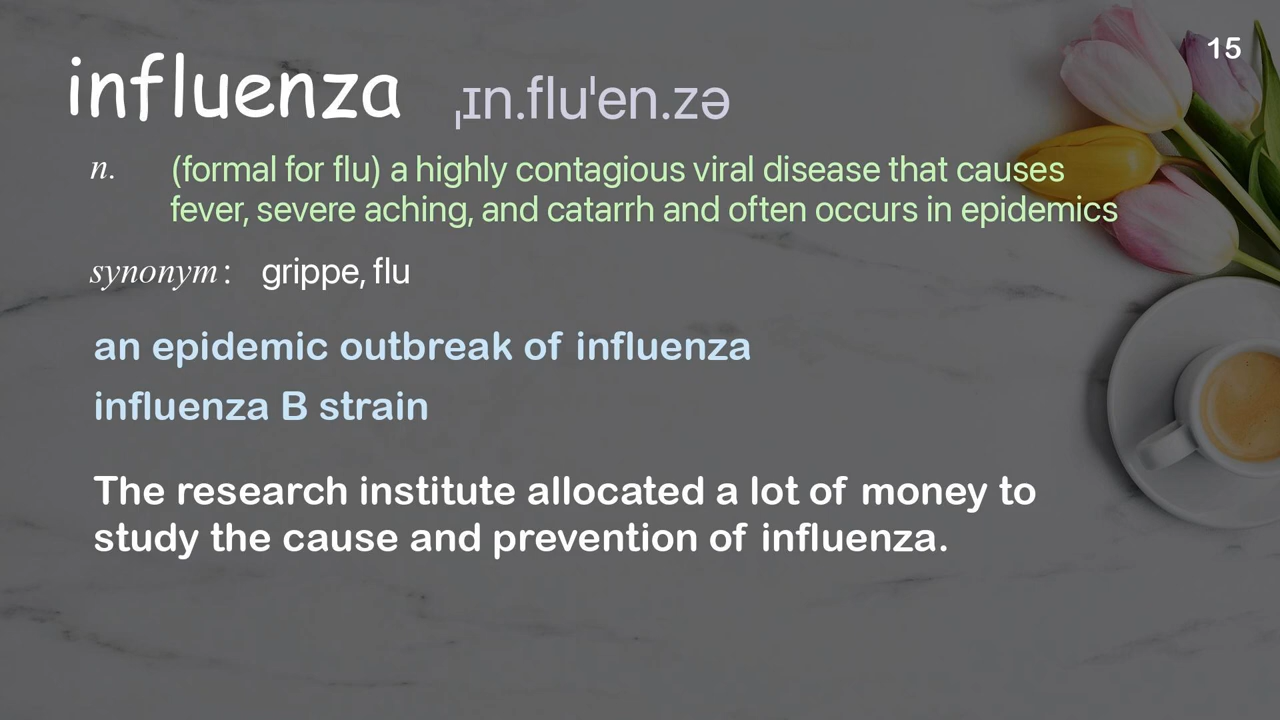 15
influenza ˌɪn.fluˈen.zə
n. (formal for flu) a highly contagious viral disease that causes
fever, severe aching, and catarrh and often occurs in epidemics
synonym: grippe, flu
an epidemic outbreak of influenza
influenza B strain
The research institute allocated a lot of money to
study the cause and prevention of influenza.